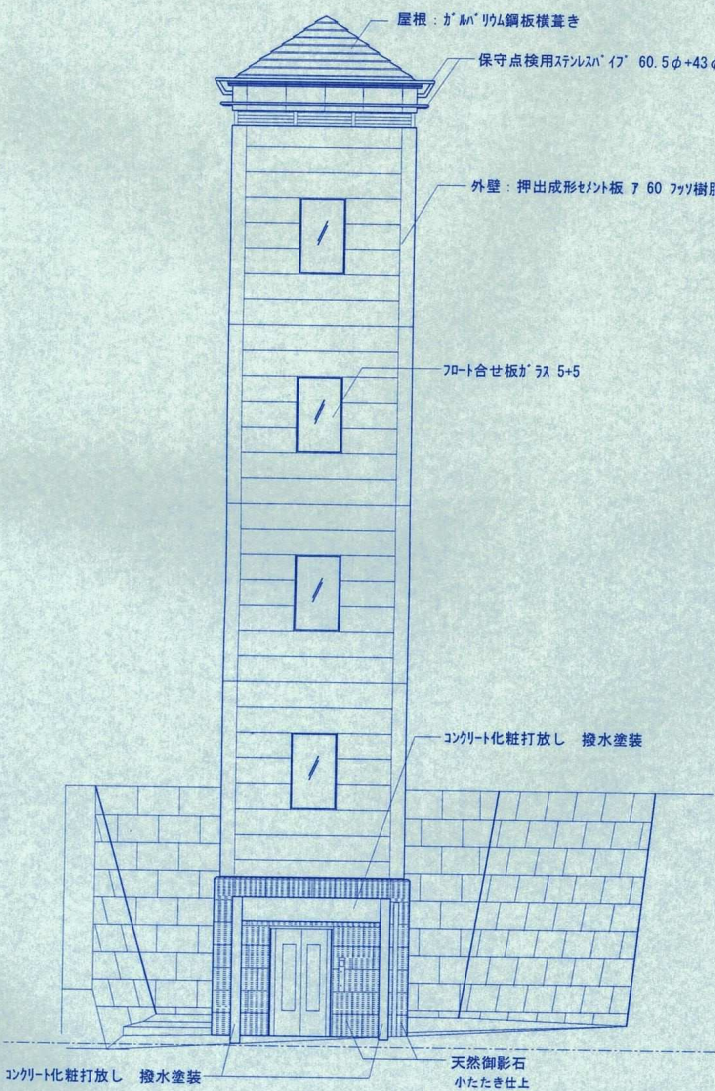 屋根：ガルバリウム鋼板横葺き
保守点検用ステンレスパイプ 60.5φ+43φ
外壁：押出成形セメント板 ア 60 フッソ樹脂
フロート合せ板ガラス 5+5
コンクリート化粧打放し 撥水塗装
コンクリート化粧打放し 撥水塗装
天然御影石
小たたき仕上